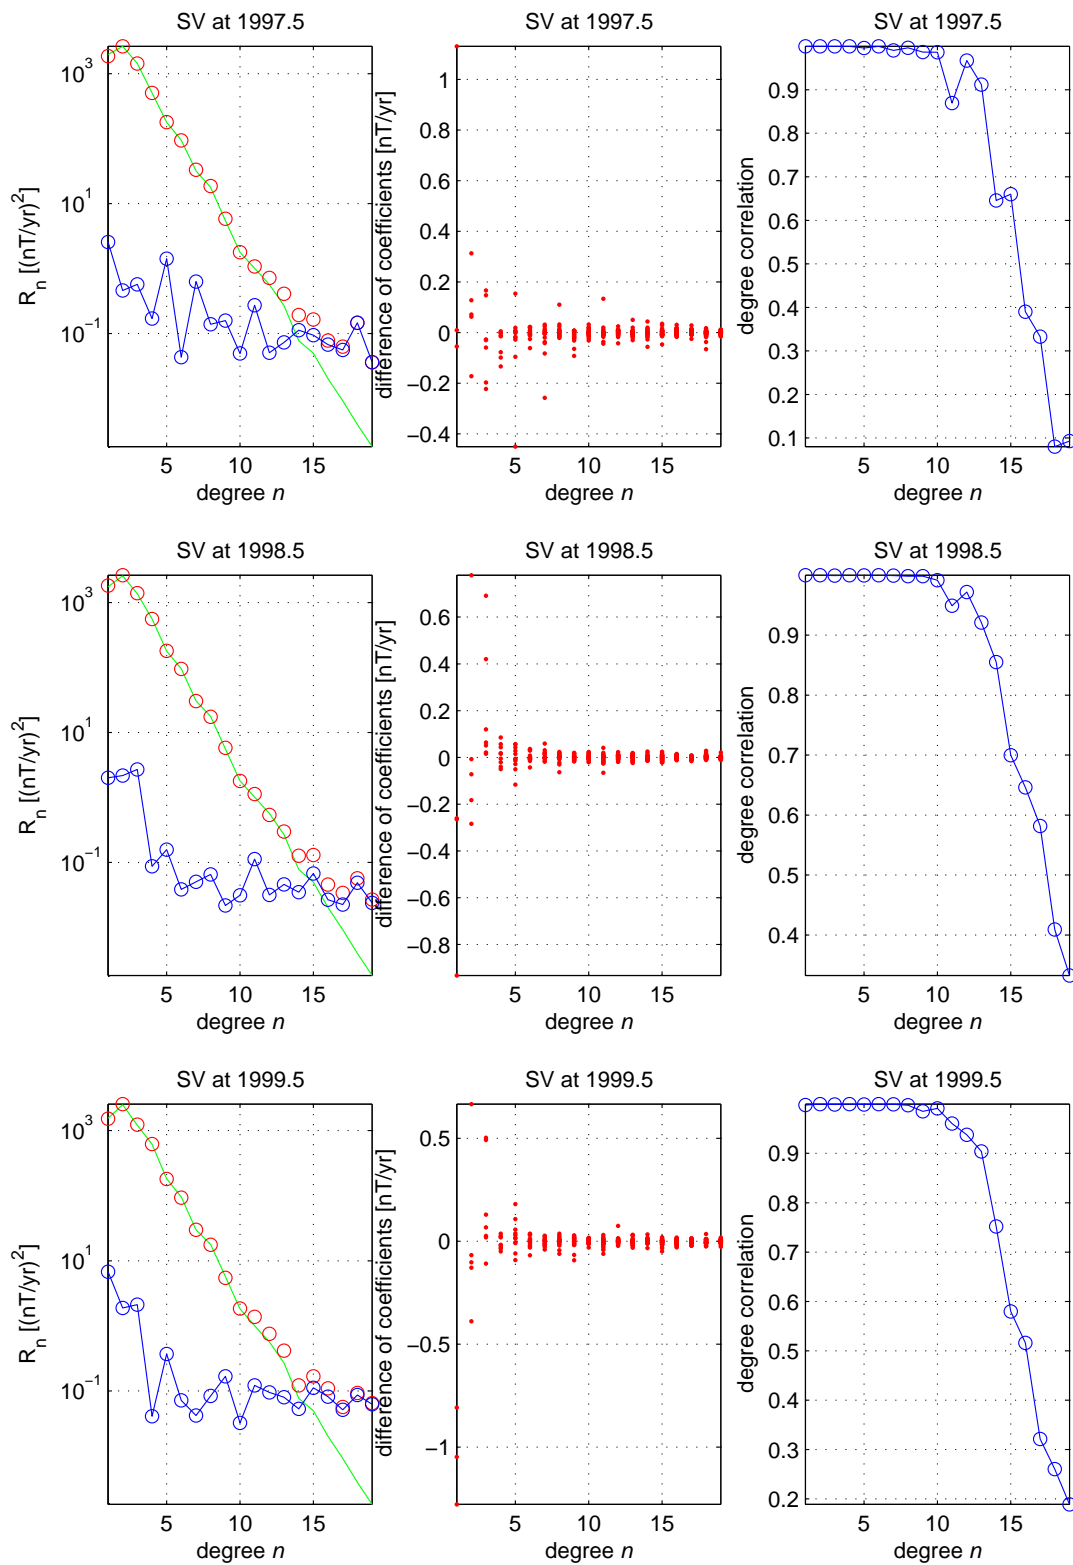 SV at 1997.5
SV at 1997.5
SV at 1997.5
R_n [(nT/yr)^2]
10^3
10^1
10^−1
5 10 15
degree n
difference of coefficients [nT/yr]
1
0.8
0.6
0.4
0.2
0
−0.2
−0.4
5 10 15
degree n
degree correlation
0.9
0.8
0.7
0.6
0.5
0.4
0.3
0.2
0.1
5 10 15
degree n
SV at 1998.5
SV at 1998.5
SV at 1998.5
R_n [(nT/yr)^2]
10^3
10^1
10^−1
5 10 15
degree n
difference of coefficients [nT/yr]
0.6
0.4
0.2
0
−0.2
−0.4
−0.6
−0.8
5 10 15
degree n
degree correlation
0.9
0.8
0.7
0.6
0.5
0.4
5 10 15
degree n
SV at 1999.5
SV at 1999.5
SV at 1999.5
R_n [(nT/yr)^2]
10^3
10^1
10^−1
5 10 15
degree n
difference of coefficients [nT/yr]
0.5
0
−0.5
−1
5 10 15
degree n
degree correlation
0.9
0.8
0.7
0.6
0.5
0.4
0.3
0.2
5 10 15
degree n